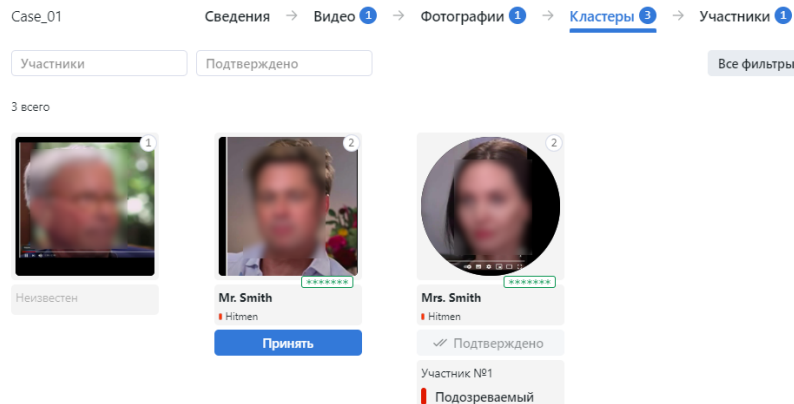 Case_01 Сведения → Видео 1 → Фотографии 1 → Кластеры 3 → Участники 1
Участники Подтверждено Все фильтры
3 всего
1 2 2
******* *******
Неизвестен Mr. Smith Mrs. Smith
Hitmen Hitmen
Принять Подтверждено
Участник №1
Подозреваемый